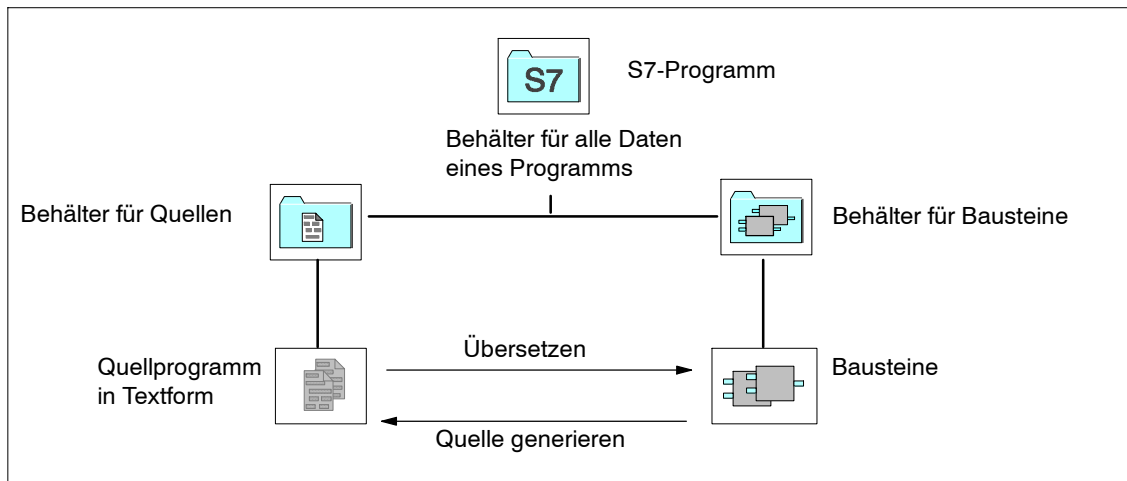 S7
S7-Programm
Behälter für alle Daten
eines Programms
Behälter für Quellen
Behälter für Bausteine
Quellprogramm
in Textform
Übersetzen
Bausteine
Quelle generieren